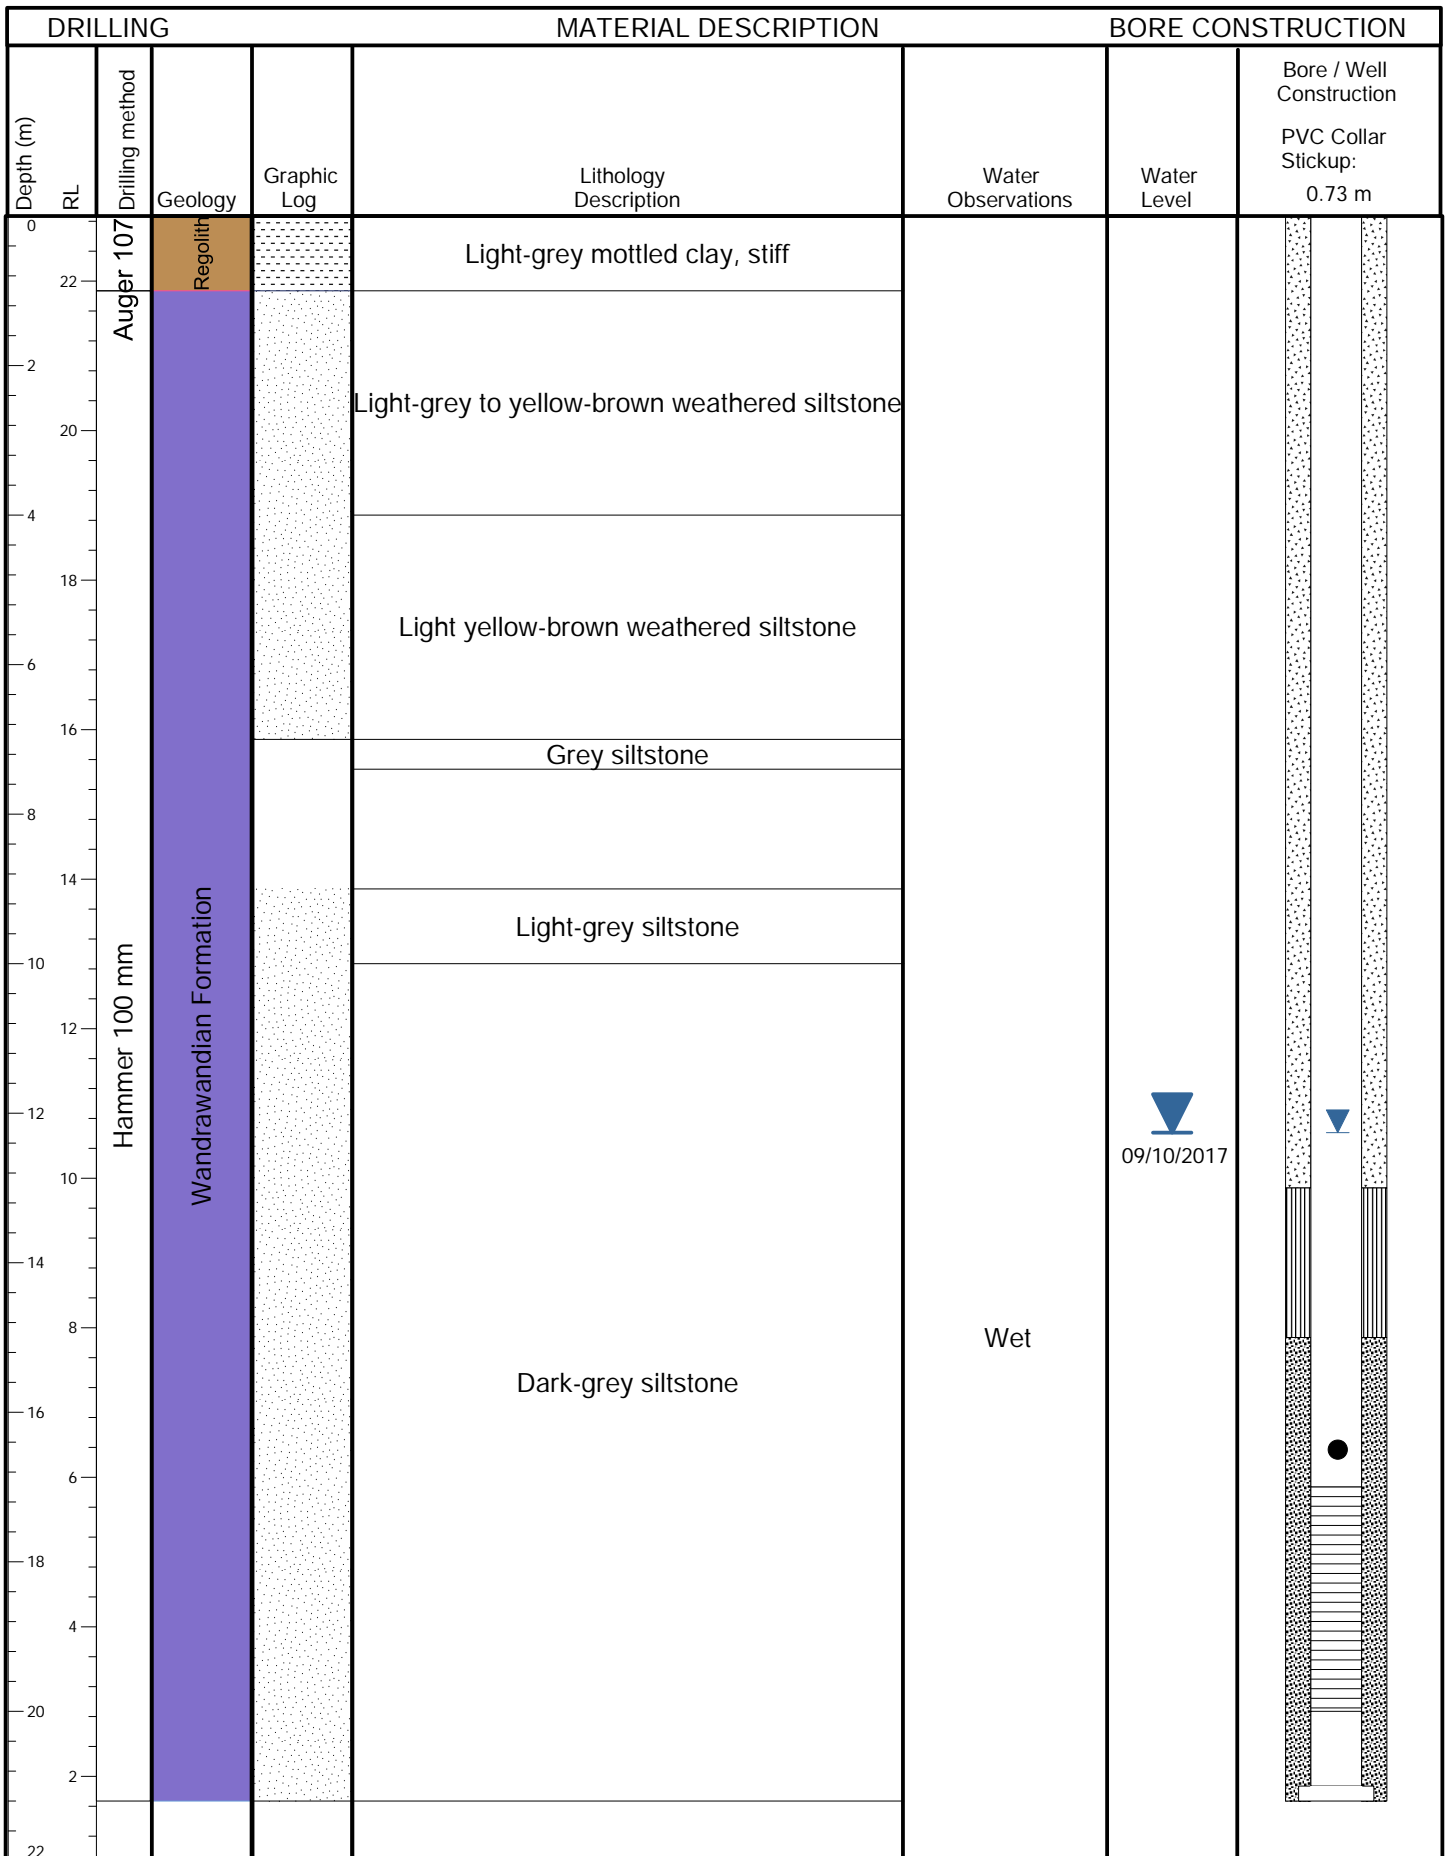 DRILLING MATERIAL DESCRIPTION BORE CONSTRUCTION
Depth (m)
RL
Drilling method
Geology
Graphic
Log
Lithology
Description
Water
Observations
Water
Level
Bore / Well
Construction
PVC Collar
Stickup:
0.73 m
0
2
4
6
8
10
12
14
16
18
20
22
22
20
18
16
14
12
10
8
6
4
2
Auger 107
Hammer 100 mm
Regolith
Wandrawandian Formation
Light-grey mottled clay, stiff
Light-grey to yellow-brown weathered siltstone
Light yellow-brown weathered siltstone
Grey siltstone
Light-grey siltstone
Dark-grey siltstone
Wet
09/10/2017